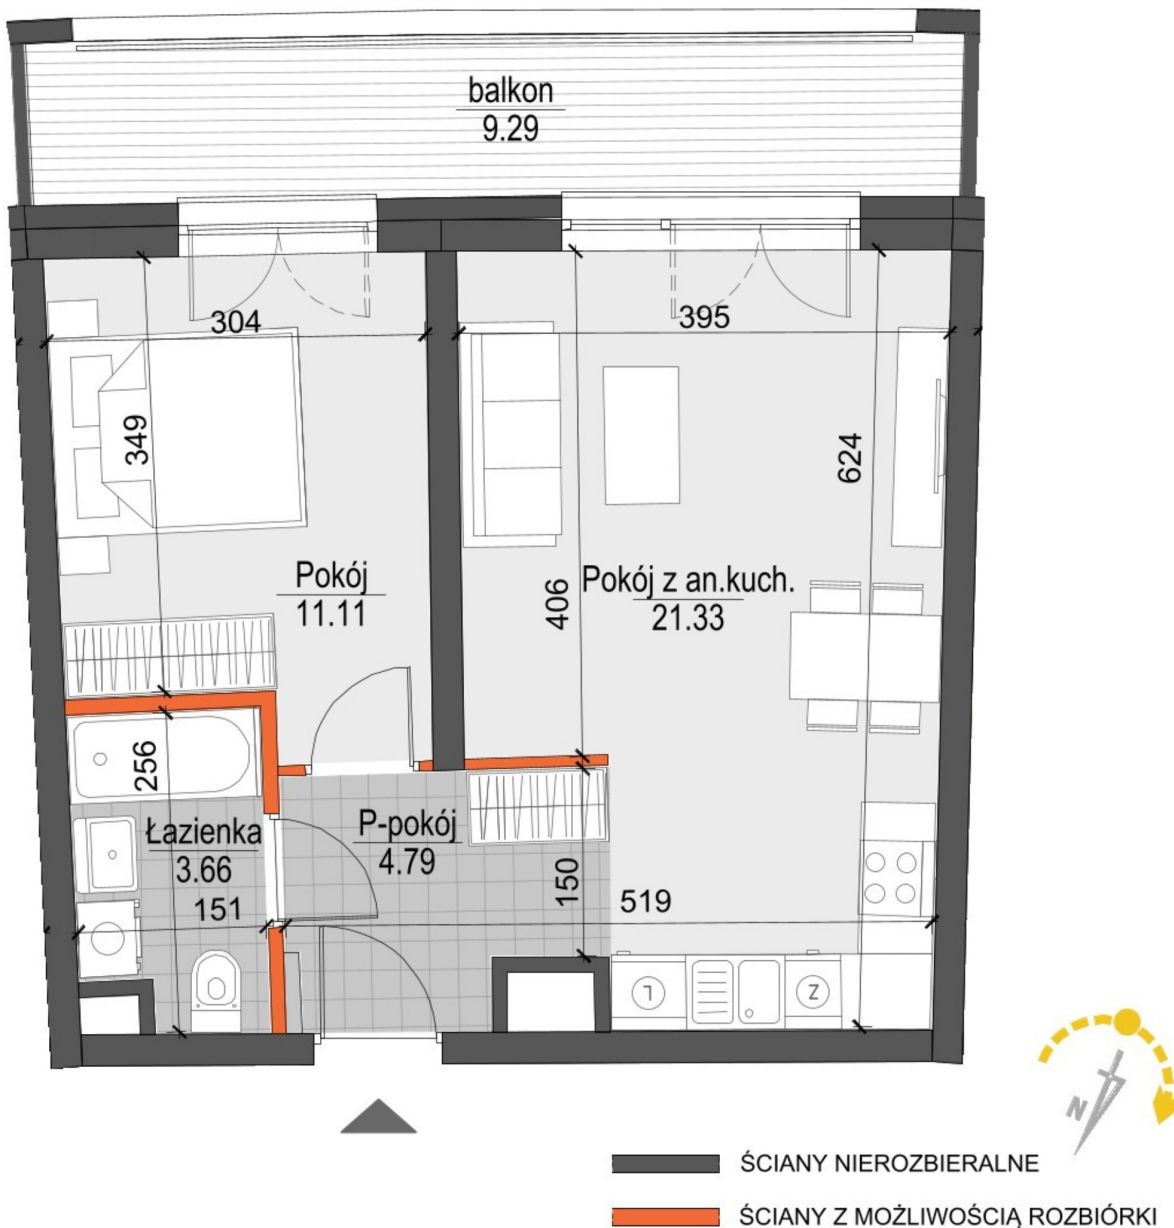 balkon
9.29
304
395
349
624
Pokój
11.11
406
Pokój z an.kuch.
21.33
256
Łazienka
3.66
151
P-pokój
4.79
150
519
L
Z
N
ŚCIANY NIEROZBIERALNE
ŚCIANY Z MOŻLIWOŚCIĄ ROZBIÓRKI